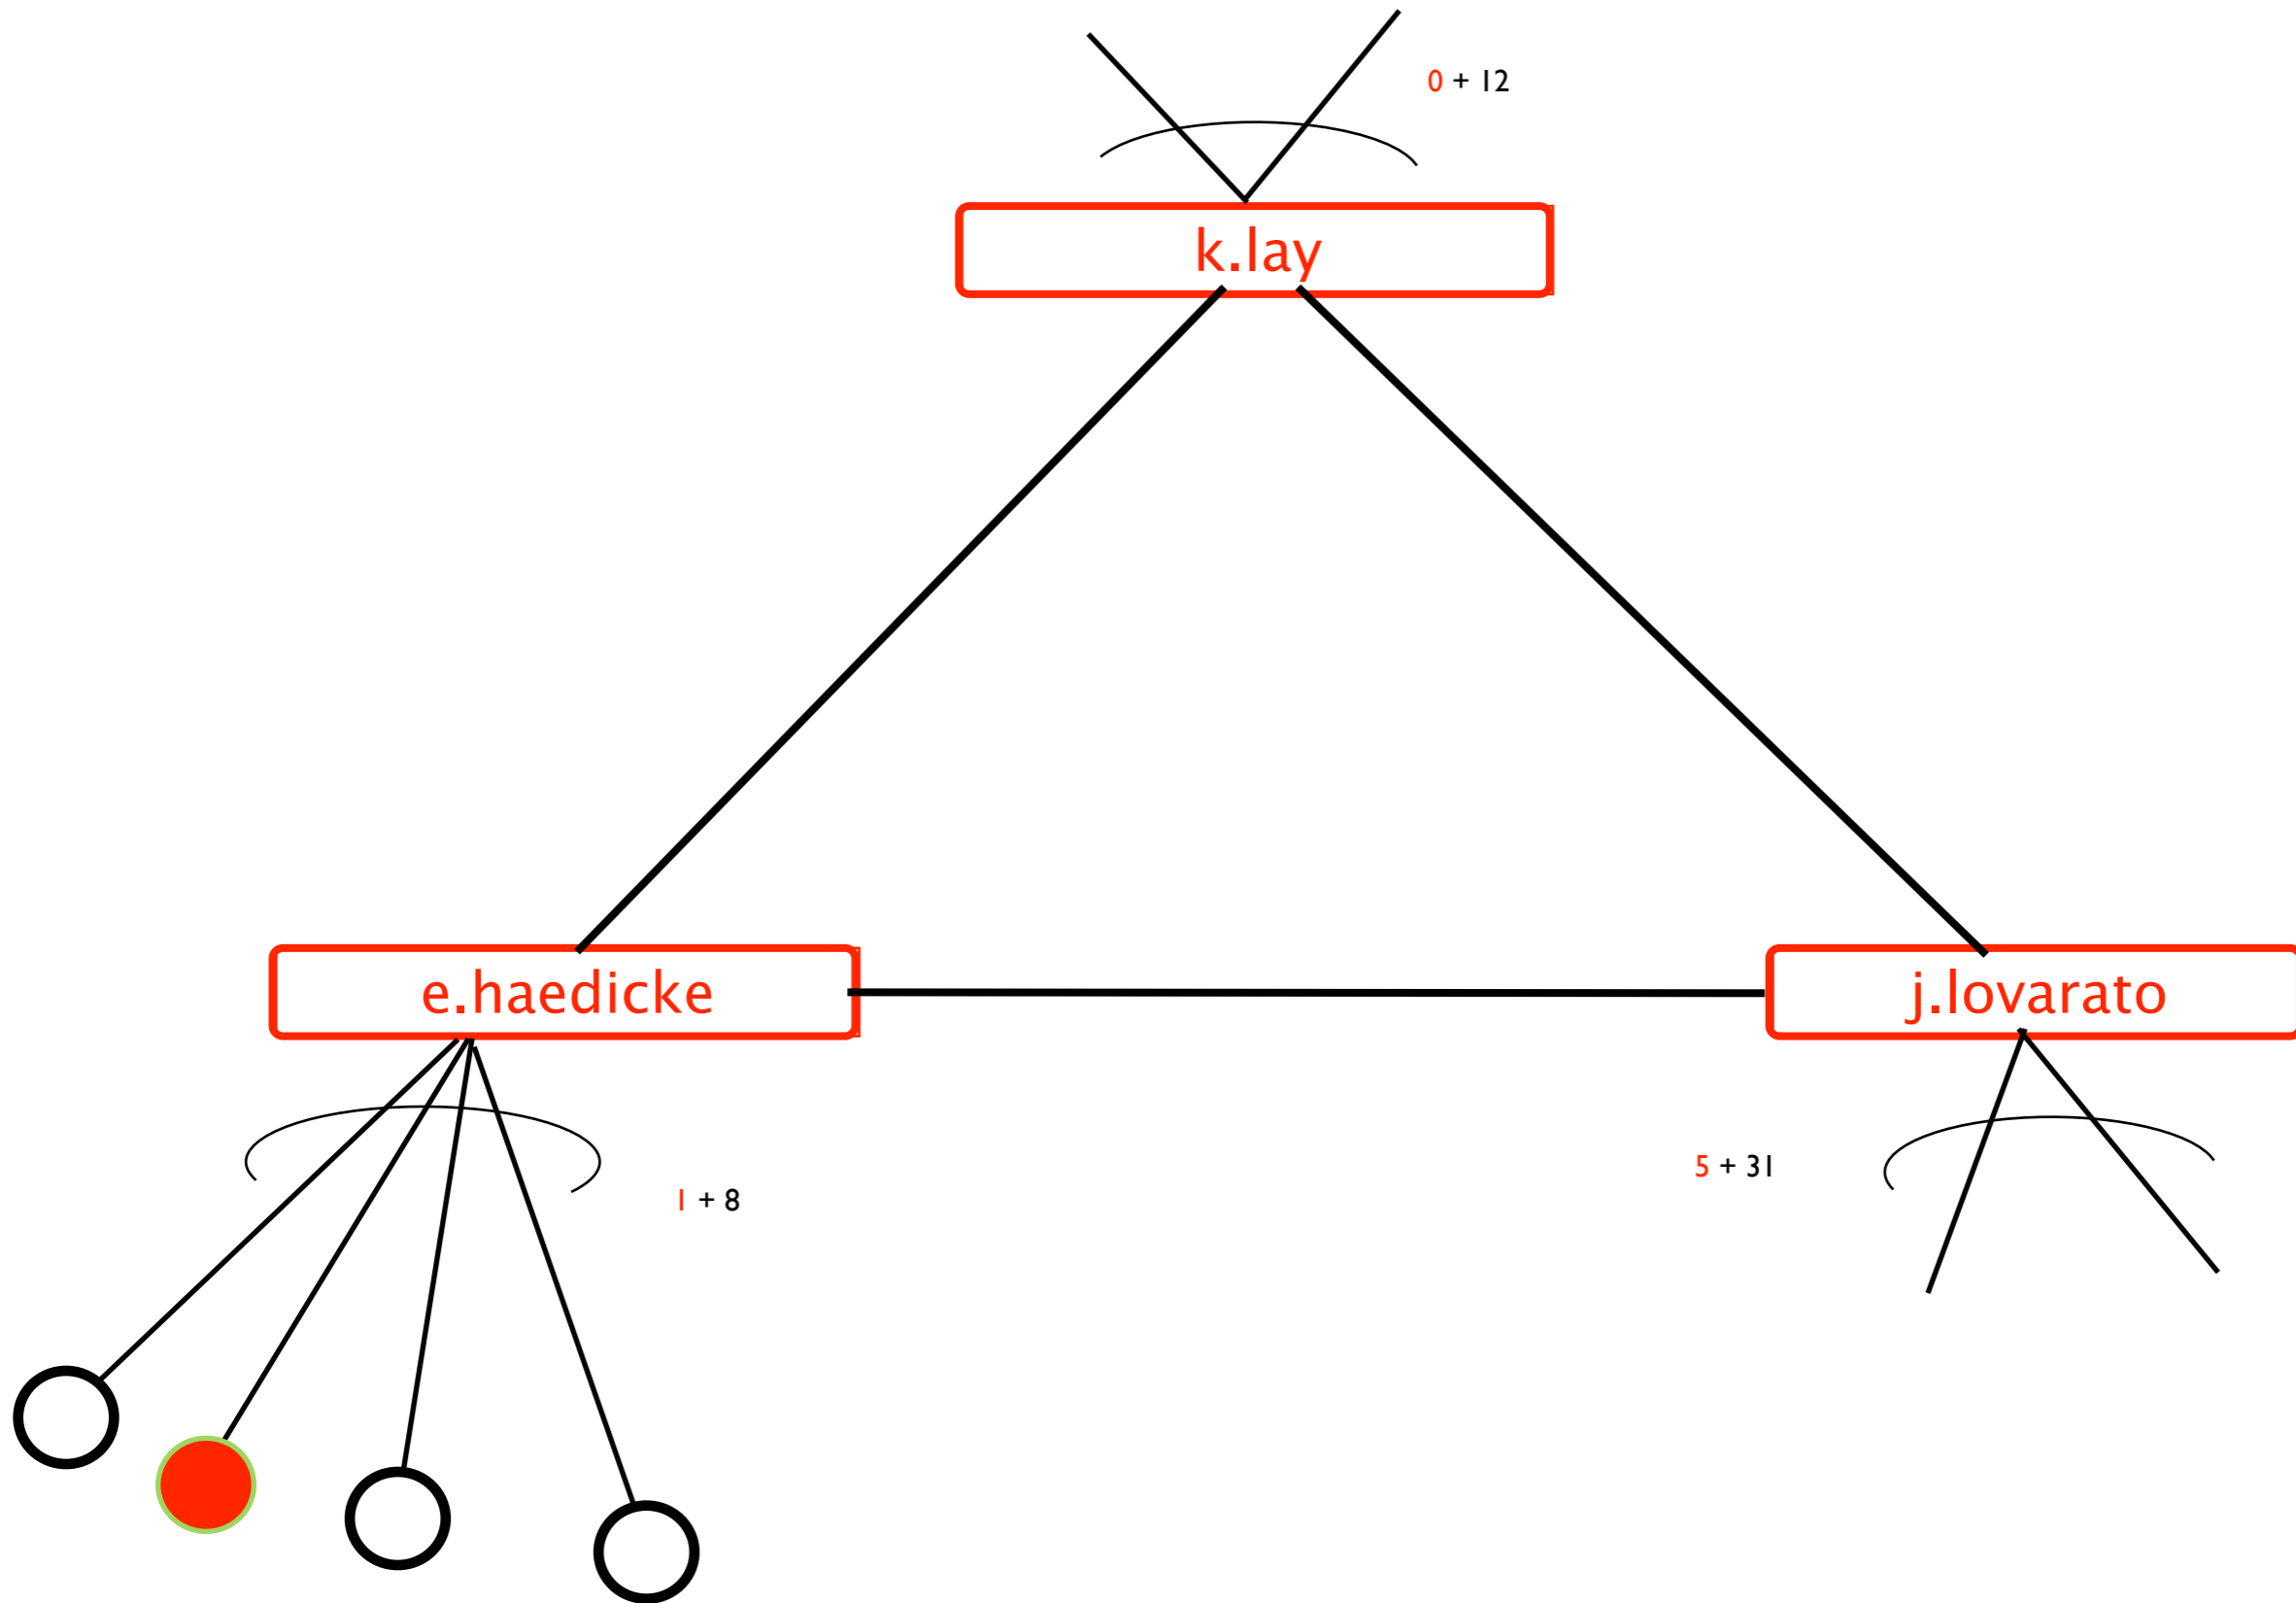 0 + 12
k.lay
e.haedicke
j.lovarato
5 + 31
1 + 8